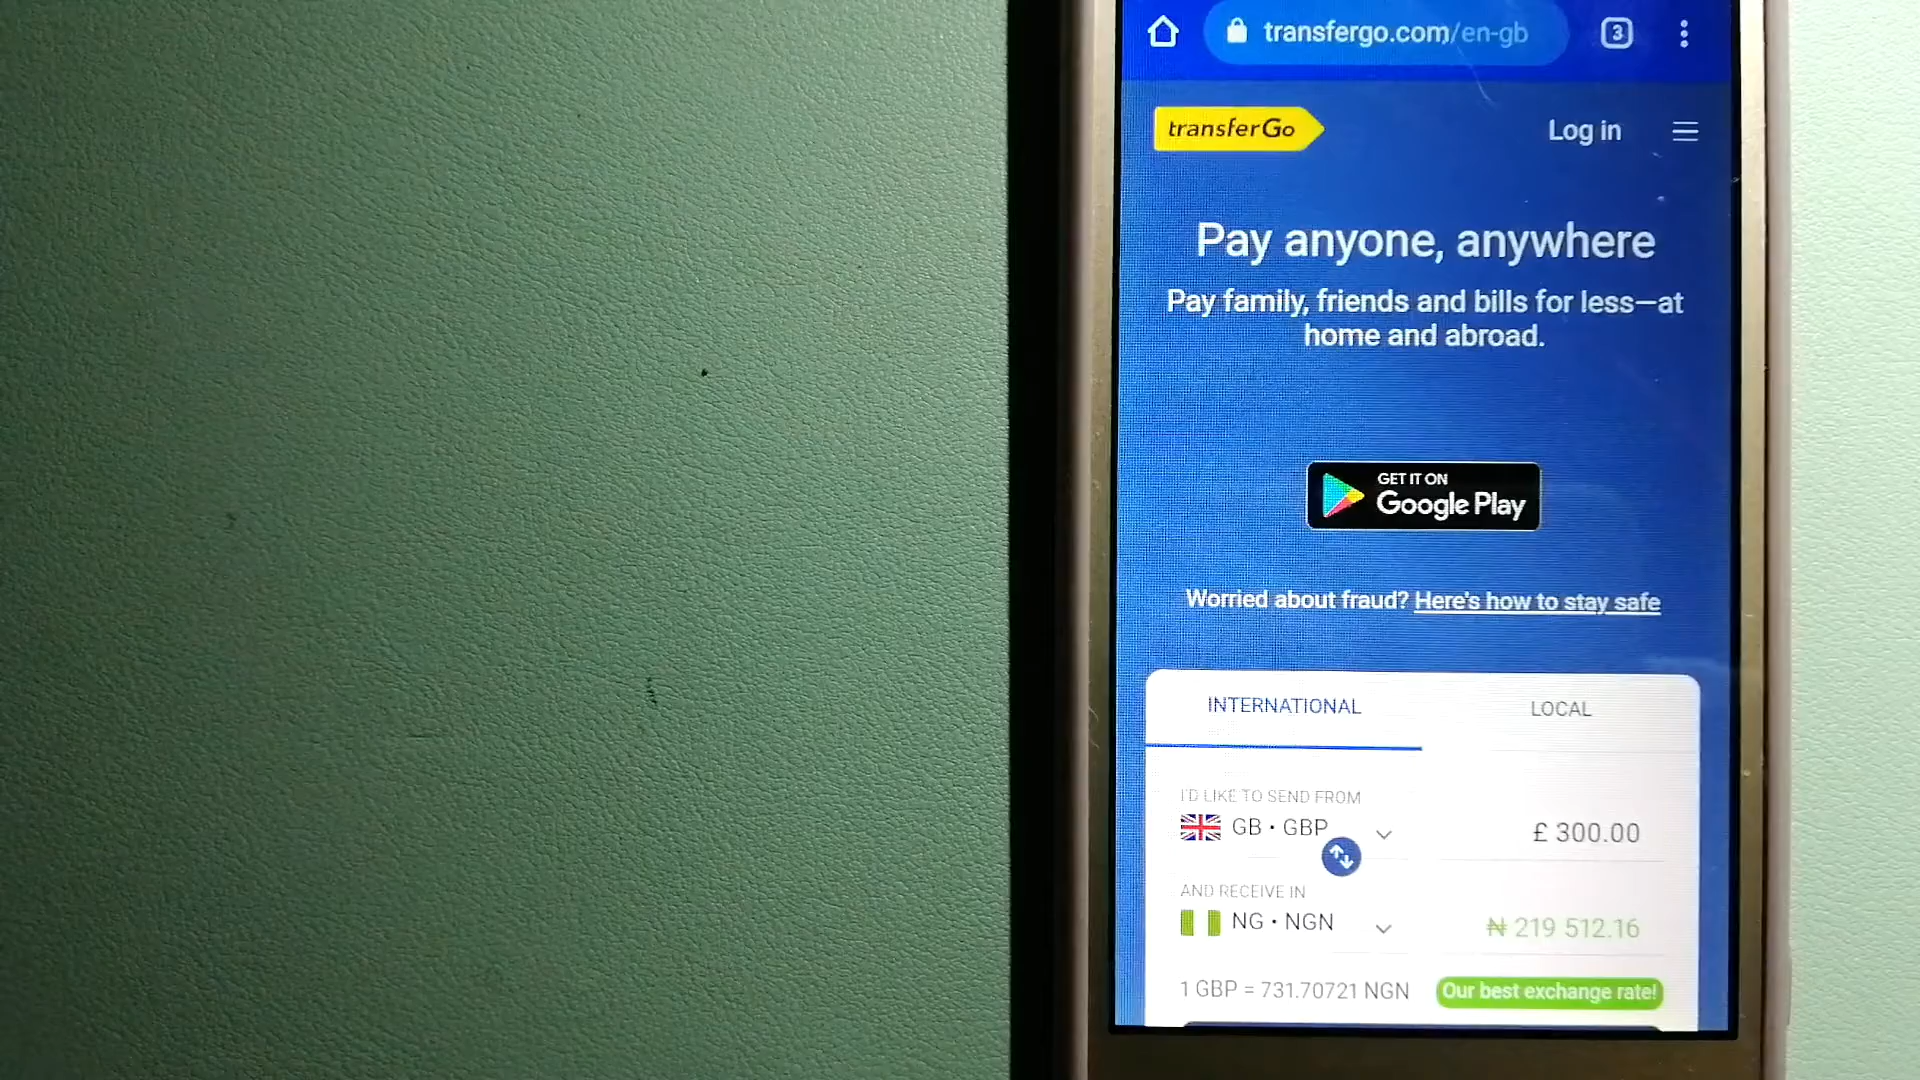 transfergo.com/en-gb
3
transferGo
Log in
Pay anyone, anywhere
Pay family, friends and bills for less—at
home and abroad.
GET IT ON
Google Play
Worried about fraud? Here's how to stay safe
INTERNATIONAL
LOCAL
I'D LIKE TO SEND FROM
GB • GBP
£ 300.00
AND RECEIVE IN
NG • NGN
₦ 219 512.16
1 GBP = 731.70721 NGN
Our best exchange rate!